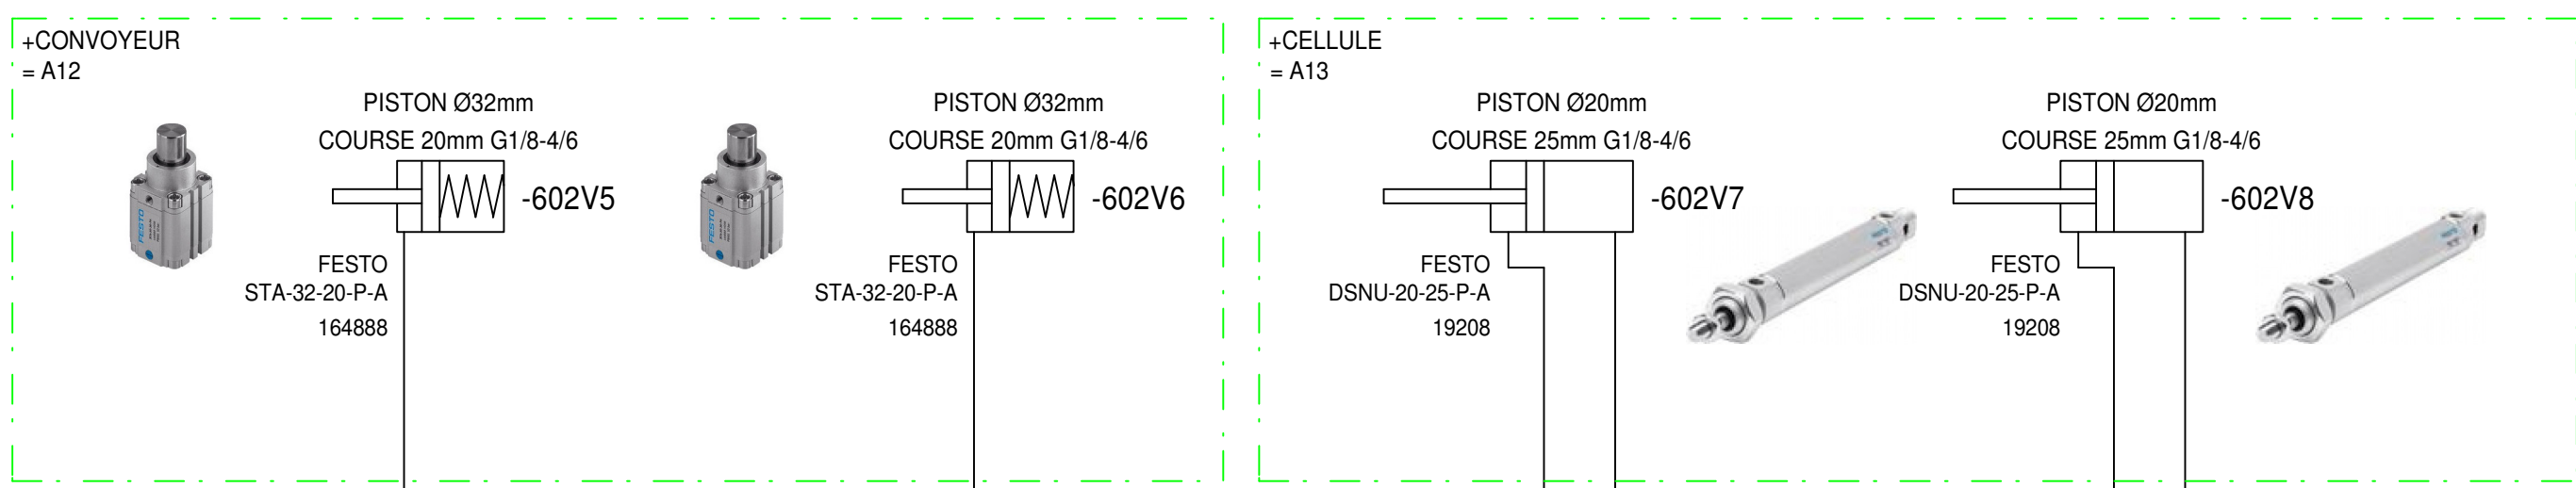 +CONVOYEUR
= A12
PISTON Ø32mm
COURSE 20mm G1/8-4/6
-602V5
FESTO
STA-32-20-P-A
164888
FESTO
PISTON Ø32mm
COURSE 20mm G1/8-4/6
-602V6
FESTO
STA-32-20-P-A
164888
FESTO
+CELLULE
= A13
PISTON Ø20mm
COURSE 25mm G1/8-4/6
-602V7
FESTO
DSNU-20-25-P-A
19208
PISTON Ø20mm
COURSE 25mm G1/8-4/6
-602V8
FESTO
DSNU-20-25-P-A
19208